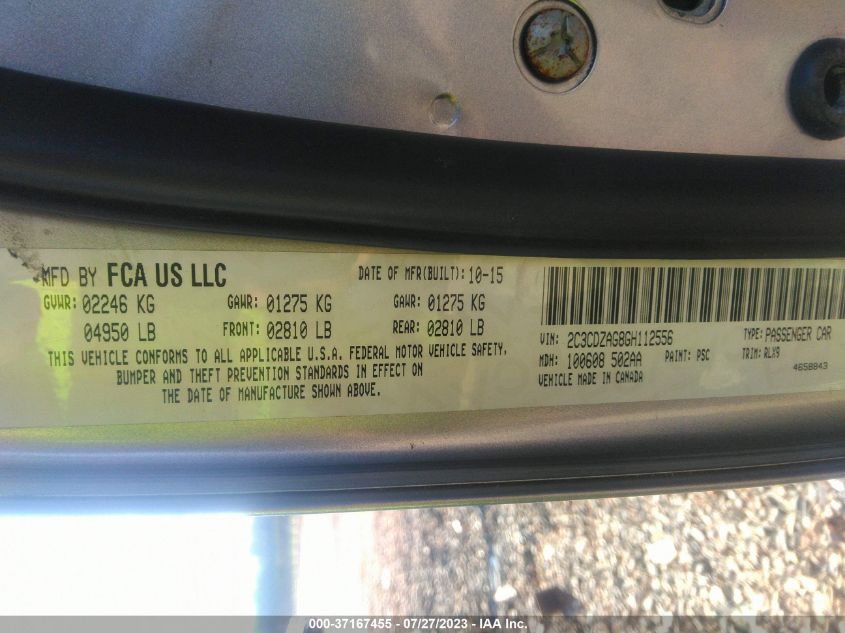 MFD BY FCA US LLC DATE OF MFR(BUILT): 10-15
GVWR: 02246 KG GAWR: 01275 KG GAWR: 01275 KG
04950 LB FRONT: 02810 LB REAR: 02810 LB
THIS VEHICLE CONFORMS TO ALL APPLICABLE U.S.A. FEDERAL MOTOR VEHICLE SAFETY,
BUMPER AND THEFT PREVENTION STANDARDS IN EFFECT ON
THE DATE OF MANUFACTURE SHOWN ABOVE.
VIN: 2C3CDZAG8GH112556 TYPE: PASSENGER CAR
MDH: 100608 502AA PAINT: PSC TRIM: RLX9
VEHICLE MADE IN CANADA 4658843
000-37167455 - 07/27/2023 - IAA Inc.